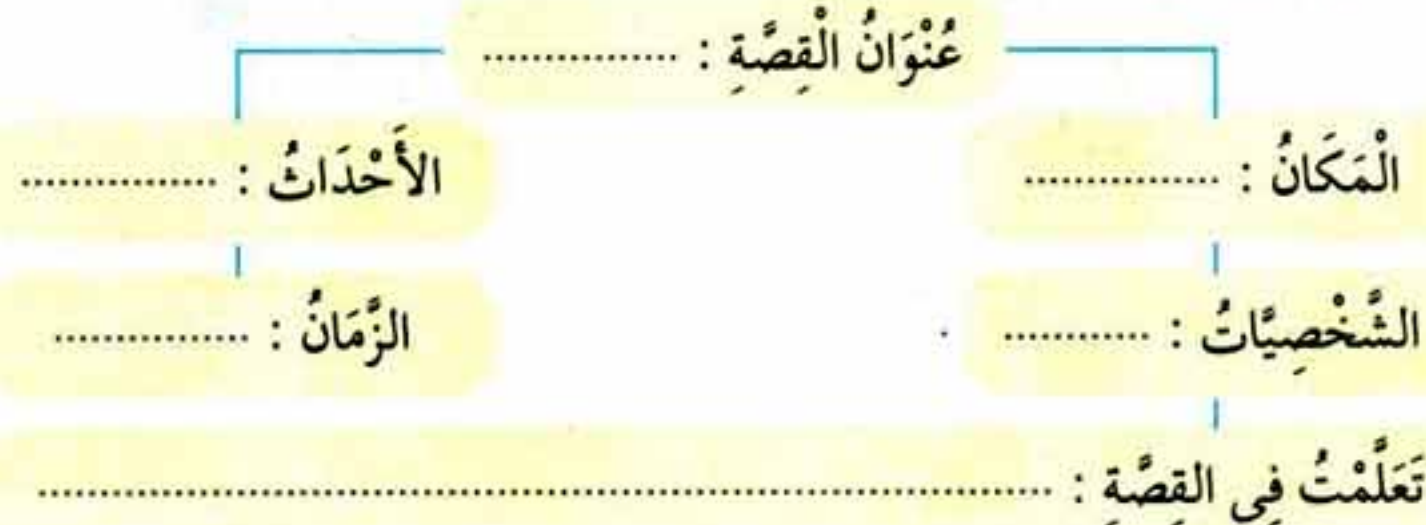 عُنْوَانُ الْقِصَّةِ : ................
الْمَكَانُ : ................ الأَحْدَاثُ : ................
الشَّخْصِيَّاتُ : ............ الزَّمَانُ : ................
تَعَلَّمْتُ فِي القِصَّةِ : ................................................................................